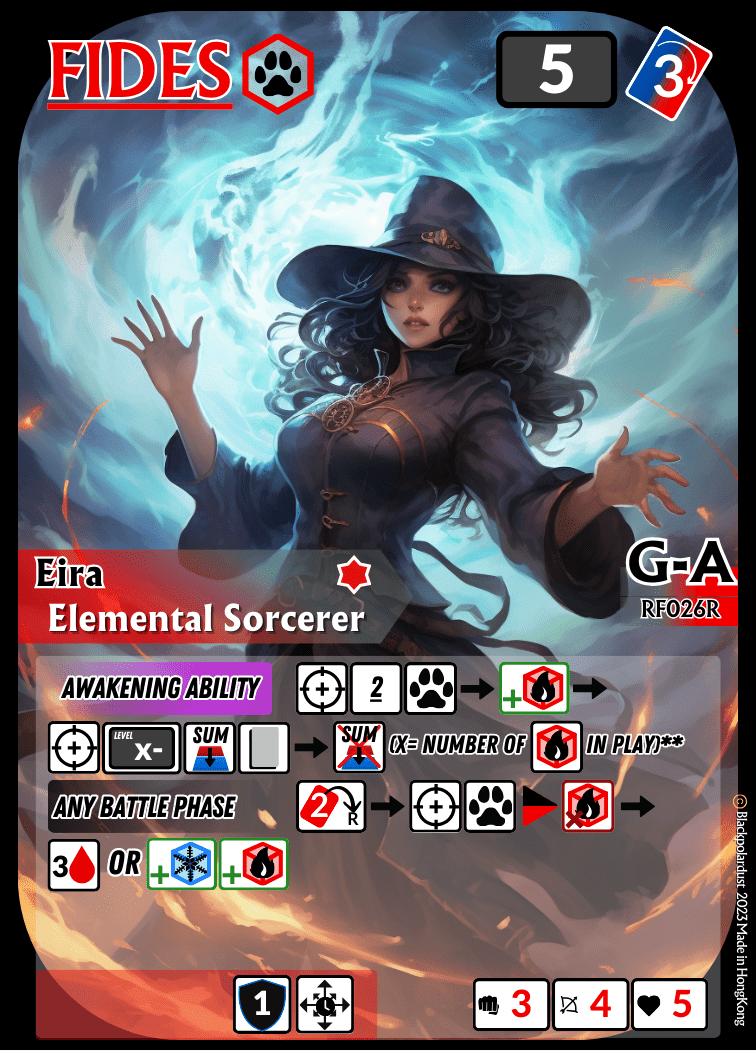 FIDES
5
3
Eira
Elemental Sorcerer
G-A
RF026R
AWAKENING ABILITY 2 +
LEVEL X- SUM SUM (X= NUMBER OF IN PLAY)**
ANY BATTLE PHASE 2 R
3 OR + +
1
3 4 5
© Blackpolardust 2023 Made in HongKong